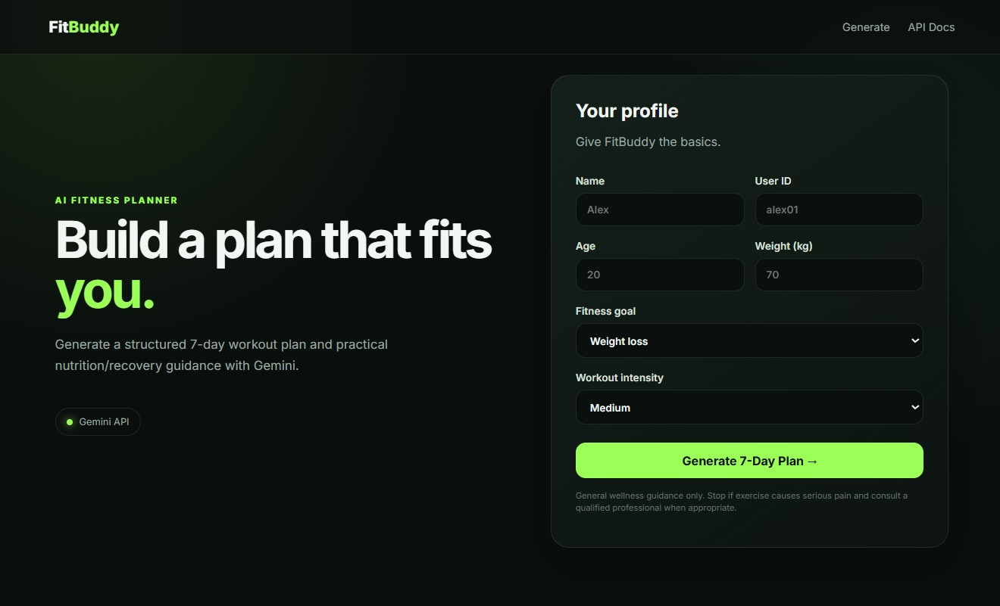 FitBuddy
Generate API Docs
AI FITNESS PLANNER
Build a plan that fits
you.
Generate a structured 7-day workout plan and practical
nutrition/recovery guidance with Gemini.
Gemini API
Your profile
Give FitBuddy the basics.
Name User ID
Alex alex01
Age Weight (kg)
20 70
Fitness goal
Weight loss
Workout intensity
Medium
Generate 7-Day Plan →
General wellness guidance only. Stop if exercise causes serious pain and consult a
qualified professional when appropriate.